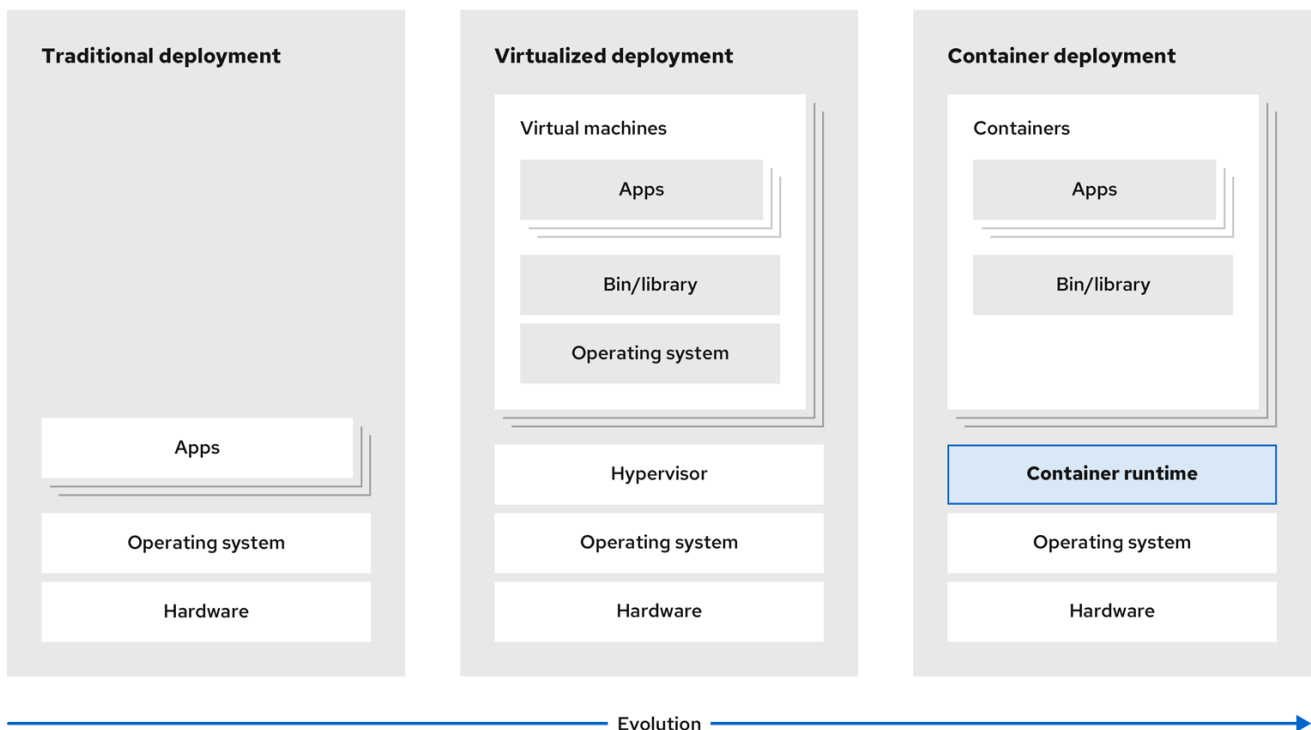 Traditional deployment
Apps
Operating system
Hardware
Virtualized deployment
Virtual machines
Apps
Bin/library
Operating system
Hypervisor
Operating system
Hardware
Container deployment
Containers
Apps
Bin/library
Container runtime
Operating system
Hardware
Evolution